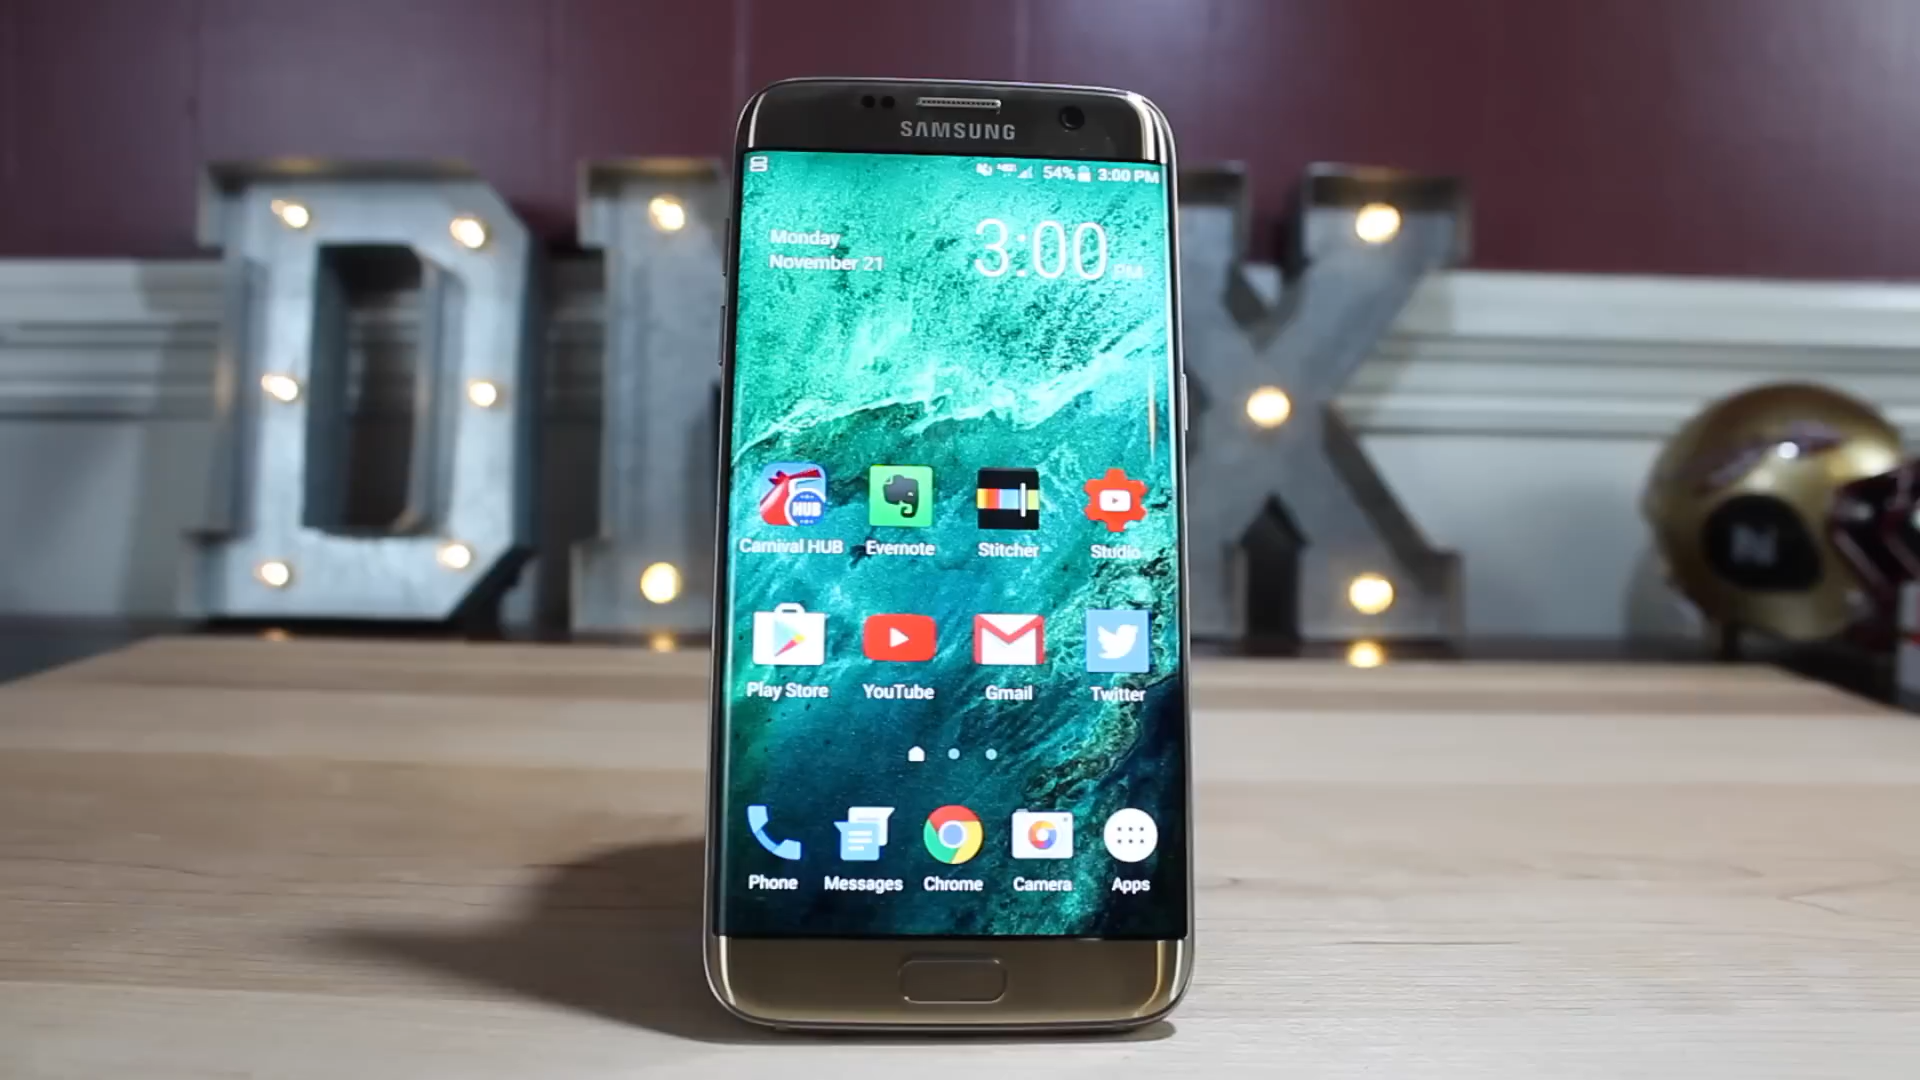 SAMSUNG
54% 3:00 PM
Monday
November 21
3:00 PM
HUB
Carnival HUB Evernote Stitcher Studio
Play Store YouTube Gmail Twitter
Phone Messages Chrome Camera Apps
D
X
N